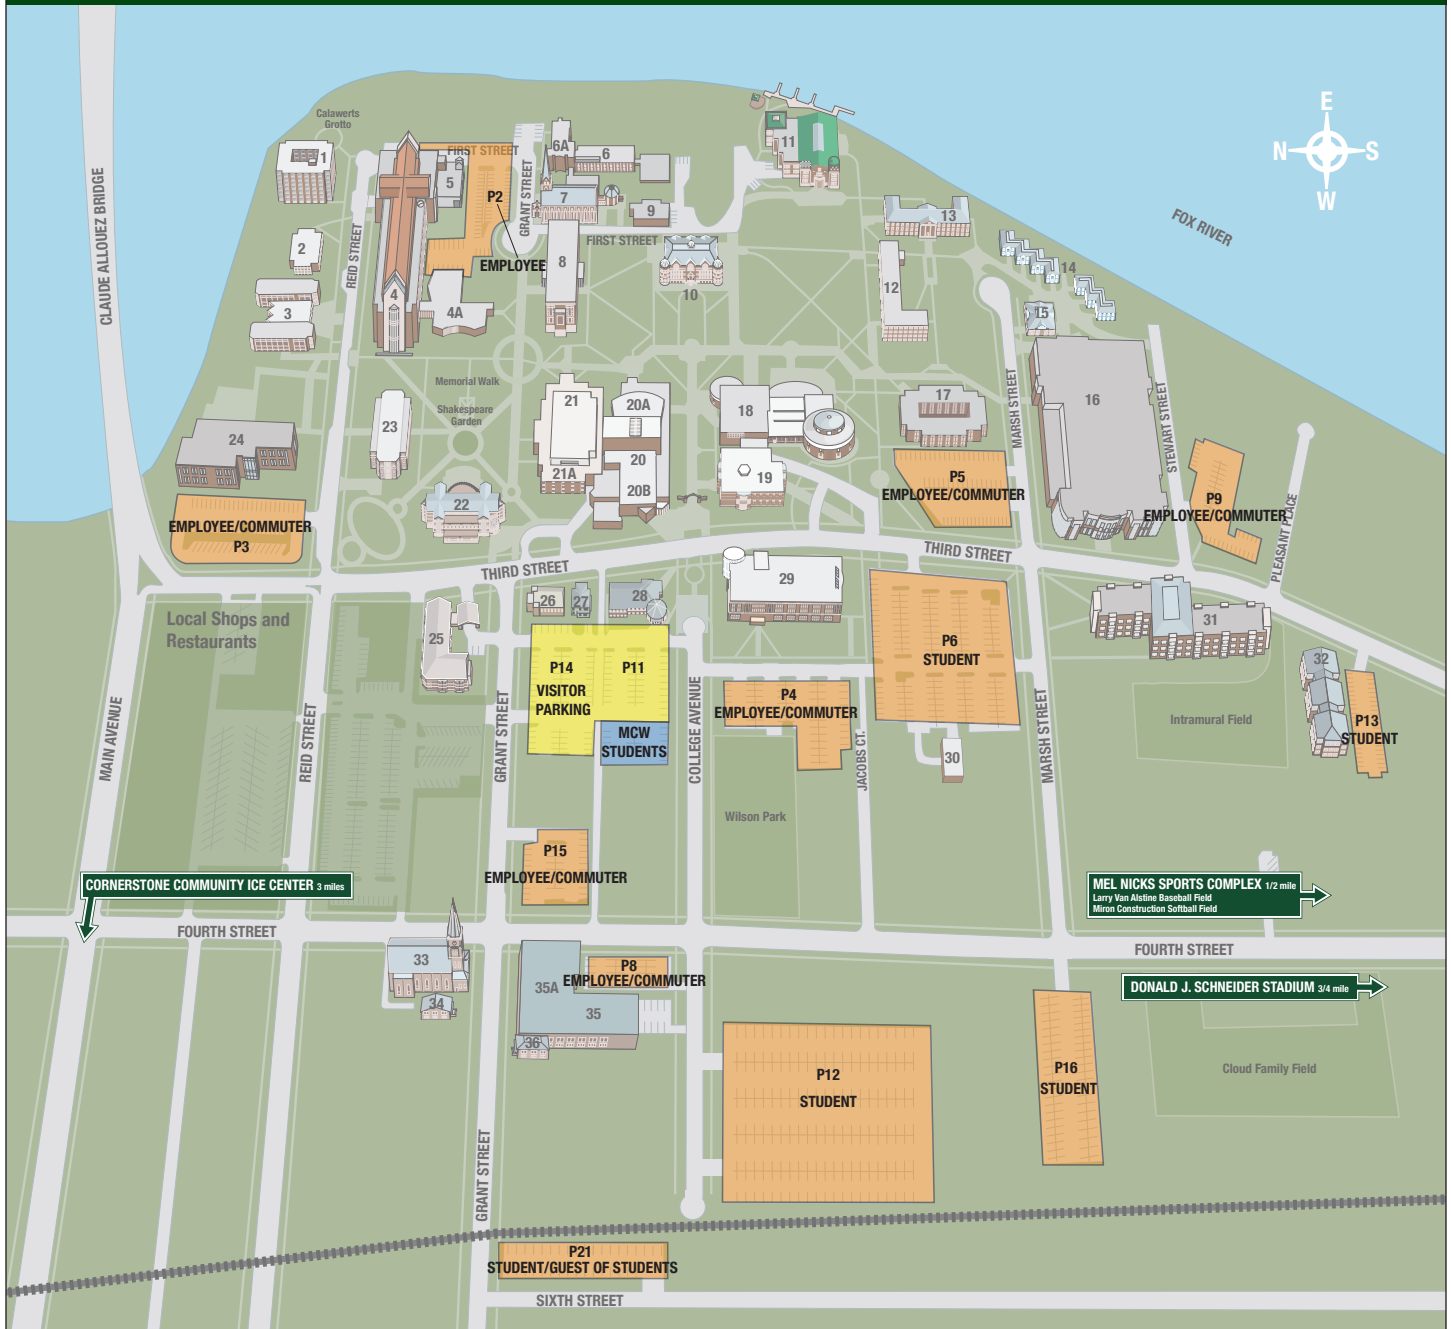 E
N
S
W
Calawerts
Grotto
1
FIRST STREET
5
P2
EMPLOYEE
GRANT STREET
6A
6
7
9
11
13
FOX RIVER
CLAUDE ALLOUEZ BRIDGE
2
REID STREET
3
4
4A
8
FIRST STREET
10
12
14
15
Memorial Walk
Shakespeare
Garden
MARSH STREET
16
STEWART STREET
24
23
21
21A
20A
20
20B
18
19
17
22
P5
EMPLOYEE/COMMUTER
P9
EMPLOYEE/COMMUTER
PLEASANT PLACE
EMPLOYEE/COMMUTER
P3
THIRD STREET
THIRD STREET
Local Shops and
Restaurants
25
26
27
28
29
31
32
P14
VISITOR
PARKING
P11
MCW
STUDENTS
P6
STUDENT
P4
EMPLOYEE/COMMUTER
Intramural Field
P13
STUDENT
MAIN AVENUE
REID STREET
GRANT STREET
COLLEGE AVENUE
JACOBS CT.
30
MARSH STREET
Wilson Park
P15
EMPLOYEE/COMMUTER
CORNERSTONE COMMUNITY ICE CENTER 3 miles
MEL NICKS SPORTS COMPLEX 1/2 mile
Larry Van Alstine Baseball Field
Miron Construction Softball Field
FOURTH STREET
FOURTH STREET
33
34
35A
35
36
P8
EMPLOYEE/COMMUTER
DONALD J. SCHNEIDER STADIUM 3/4 mile
P12
STUDENT
P16
STUDENT
Cloud Family Field
GRANT STREET
P21
STUDENT/GUEST OF STUDENTS
SIXTH STREET